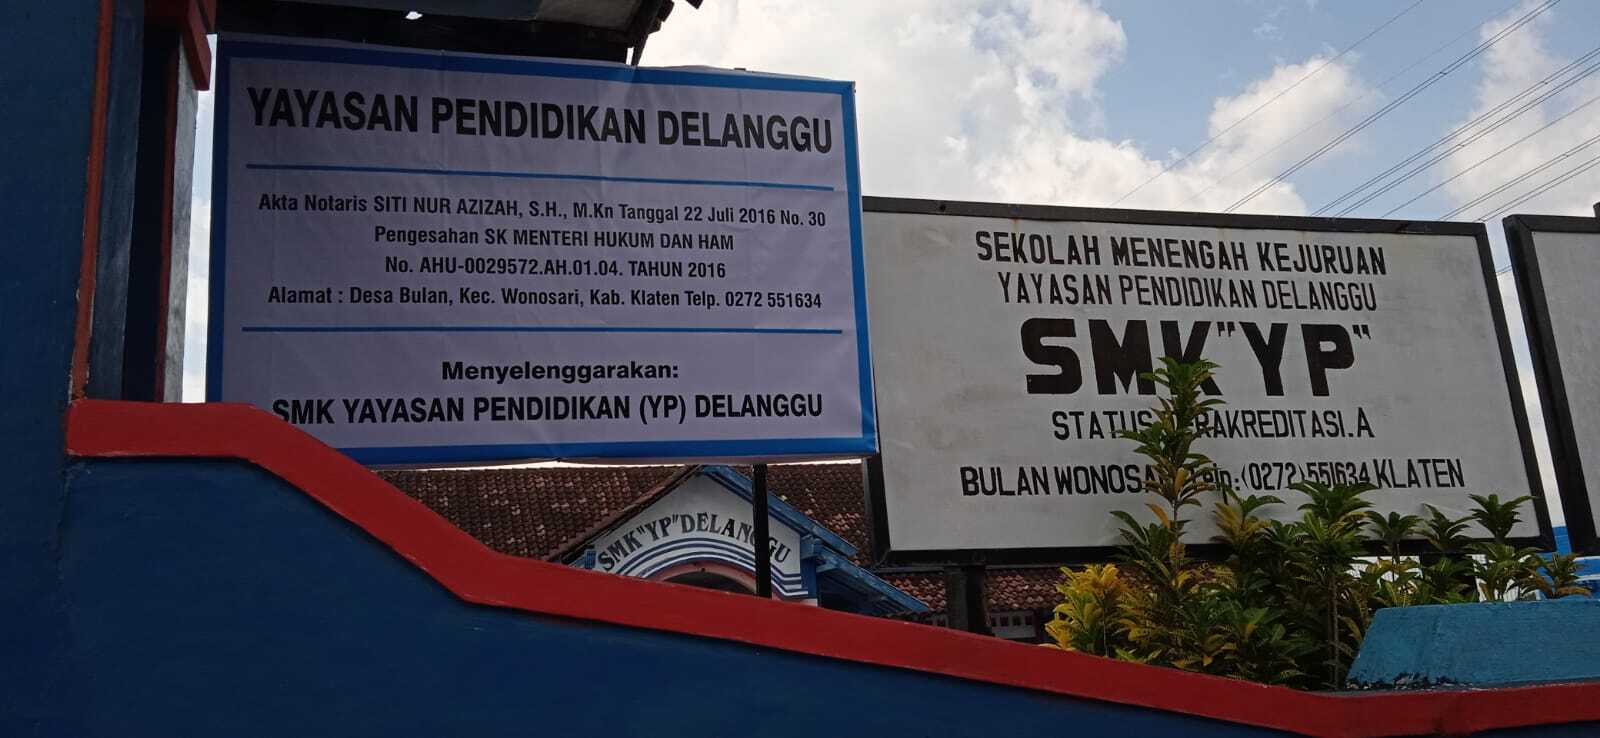 YAYASAN PENDIDIKAN DELANGGU
Akta Notaris SITI NUR AZIZAH, S.H., M.Kn Tanggal 22 Juli 2016 No. 30
Pengesahan SK MENTERI HUKUM DAN HAM
No. AHU-0029572.AH.01.04. TAHUN 2016
Alamat : Desa Bulan, Kec. Wonosari, Kab. Klaten Telp. 0272 551634
Menyelenggarakan:
SMK YAYASAN PENDIDIKAN (YP) DELANGGU
SEKOLAH MENENGAH KEJURUAN
YAYASAN PENDIDIKAN DELANGGU
SMK"YP"
STATUS
BULAN (0272) 551634 KLATEN
SMK"YP"DELANGGU